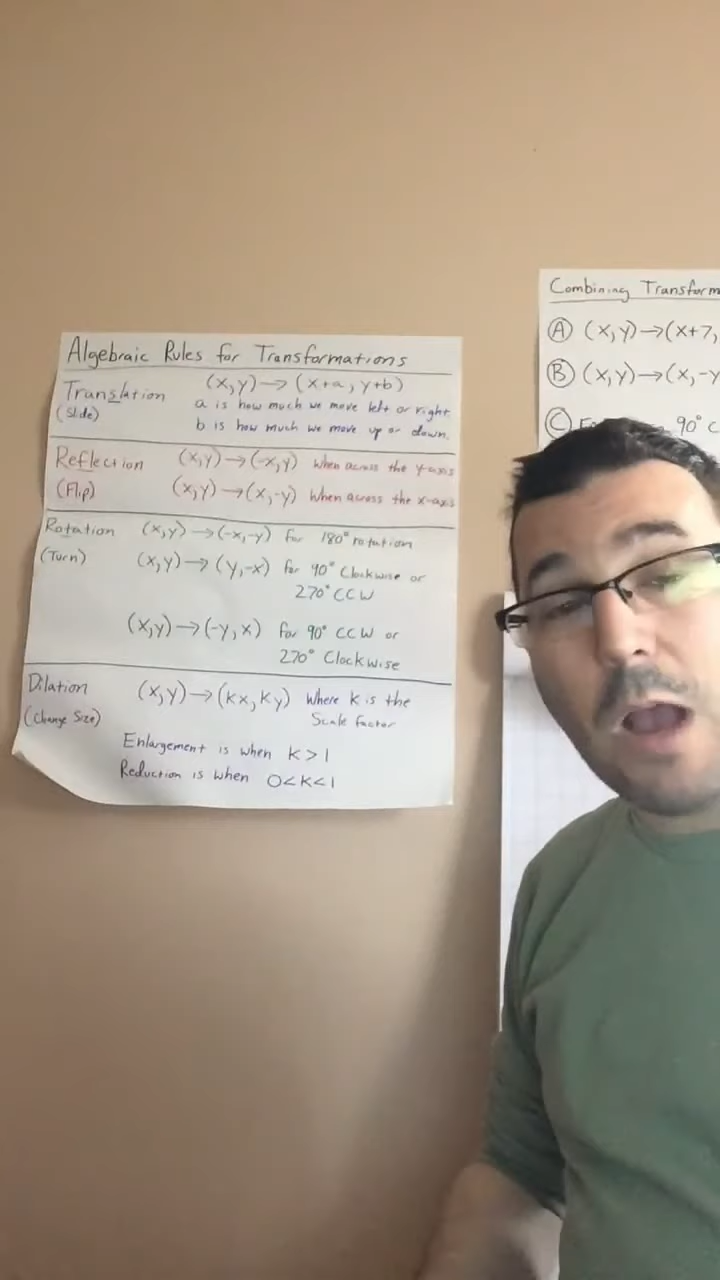 Algebraic Rules for Transformations
Translation (x,y)→(x+a, y+b)
(Slide) a is how much we move left or right.
b is how much we move up or down.
Reflection (x,y)→(-x,y) when across the y-axis
(Flip) (x,y)→(x,-y) when across the x-axis
Rotation (x,y)→(-x,-y) for 180° rotation
(Turn) (x,y)→(y,-x) for 90° Clockwise or
270° CCW
(x,y)→(-y,x) for 90° CCW or
270° Clockwise
Dilation (x,y)→(kx,ky) where k is the
(Change Size) Scale factor
Enlargement is when k>1
Reduction is when 0<k<1
Combining Transform
A (x,y)→(x+7,
B (x,y)→(x,-y
C 90° C